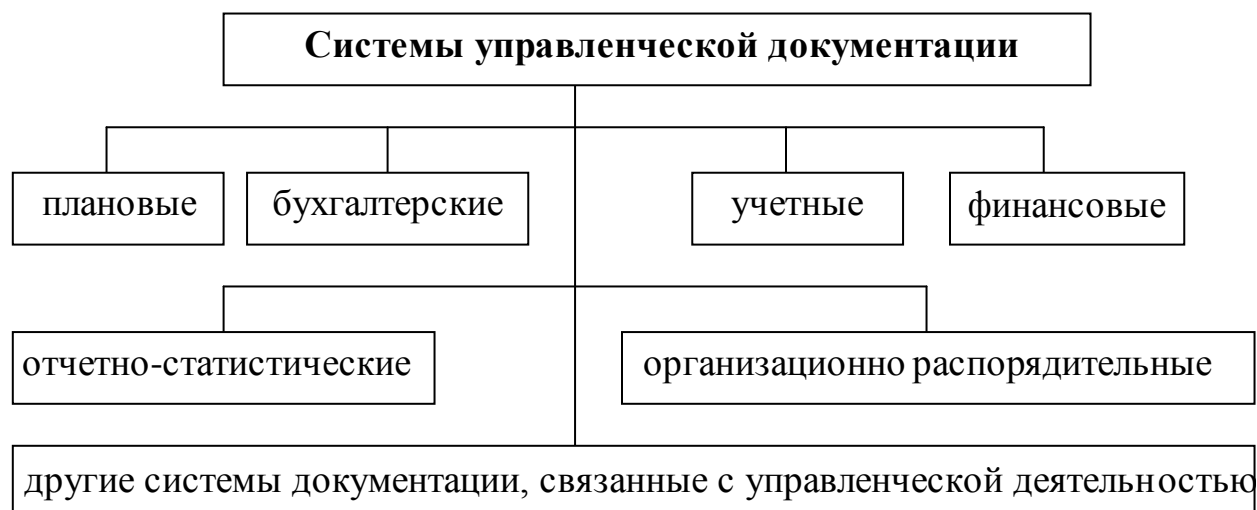 Системы управленческой документации
плановые
бухгалтерские
учетные
финансовые
отчетно-статистические
организационно распорядительные
другие системы документации, связанные с управленческой деятельностью